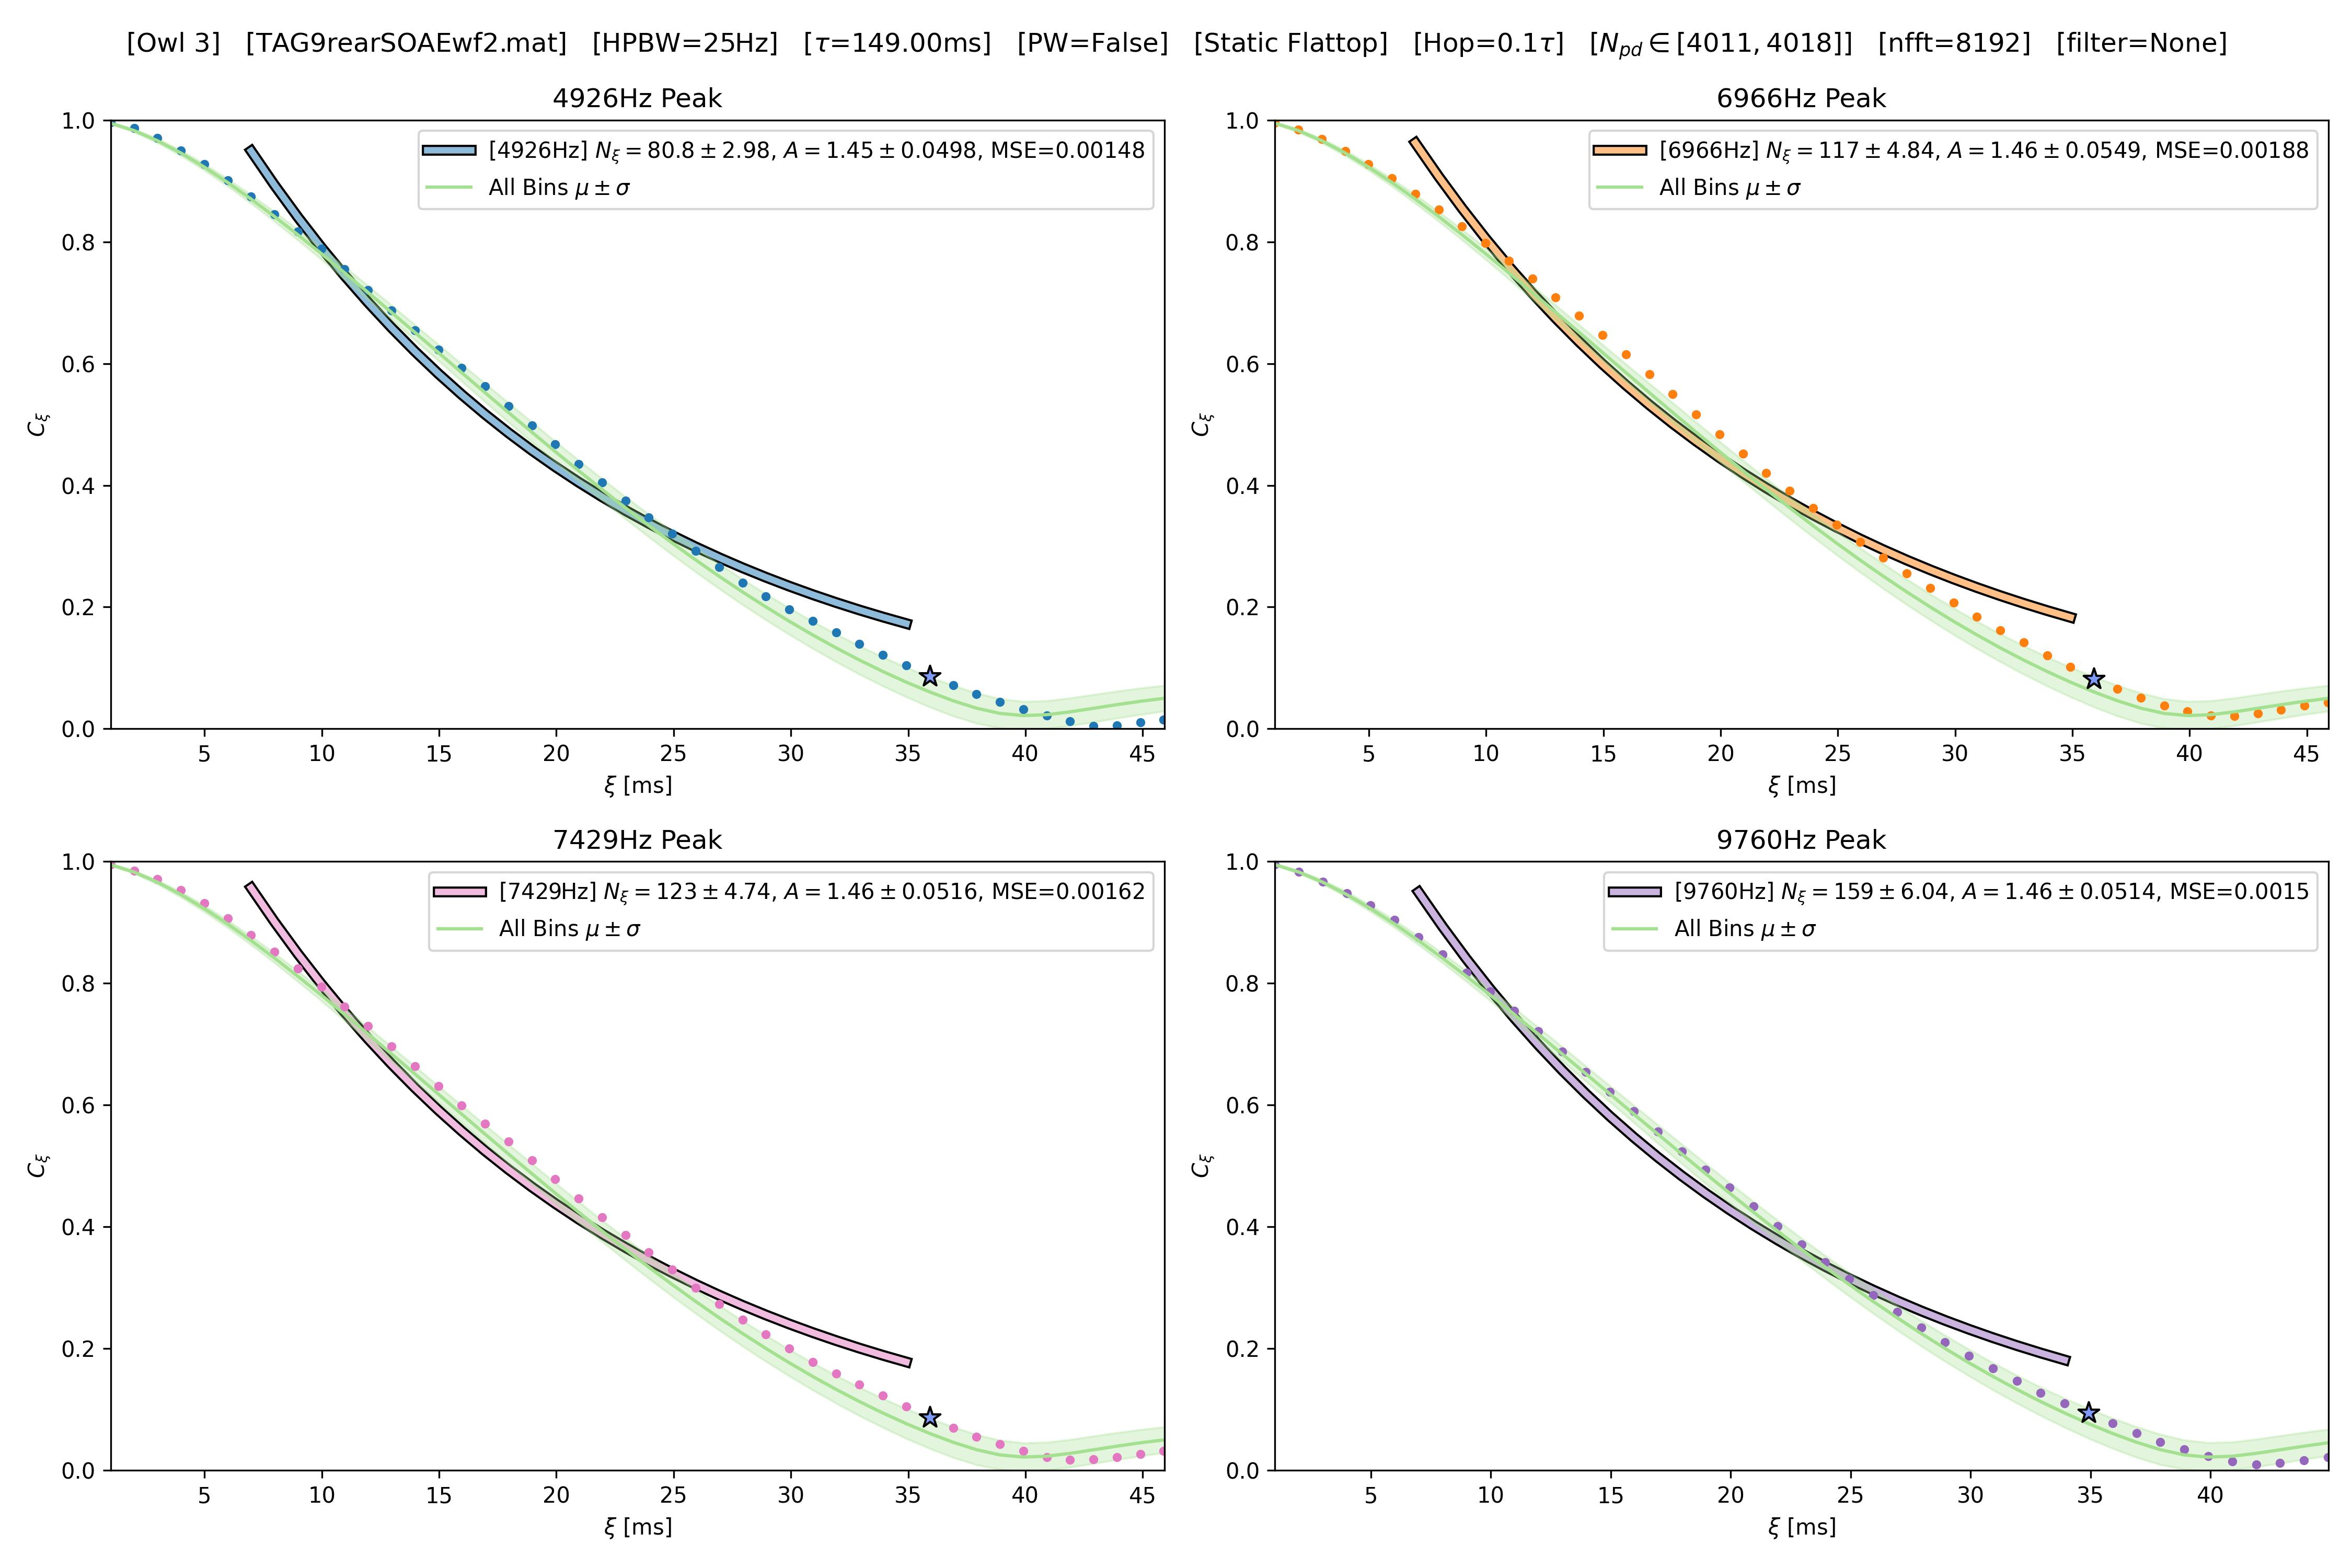 [Owl 3]   [TAG9rearSOAEwf2.mat]   [HPBW=25Hz]   [τ=149.00ms]   [PW=False]   [Static Flattop]   [Hop=0.1τ]   [N_pd ∈ [4011, 4018]]   [nfft=8192]   [filter=None]
4926Hz Peak
[4926Hz] N_ξ = 80.8 ± 2.98, A = 1.45 ± 0.0498, MSE=0.00148
All Bins μ ± σ
1.0
0.8
0.6
0.4
0.2
0.0
C_ξ
5 10 15 20 25 30 35 40 45
ξ [ms]
6966Hz Peak
[6966Hz] N_ξ = 117 ± 4.84, A = 1.46 ± 0.0549, MSE=0.00188
All Bins μ ± σ
1.0
0.8
0.6
0.4
0.2
0.0
C_ξ
5 10 15 20 25 30 35 40 45
ξ [ms]
7429Hz Peak
[7429Hz] N_ξ = 123 ± 4.74, A = 1.46 ± 0.0516, MSE=0.00162
All Bins μ ± σ
1.0
0.8
0.6
0.4
0.2
0.0
C_ξ
5 10 15 20 25 30 35 40 45
ξ [ms]
9760Hz Peak
[9760Hz] N_ξ = 159 ± 6.04, A = 1.46 ± 0.0514, MSE=0.0015
All Bins μ ± σ
1.0
0.8
0.6
0.4
0.2
0.0
C_ξ
5 10 15 20 25 30 35 40
ξ [ms]